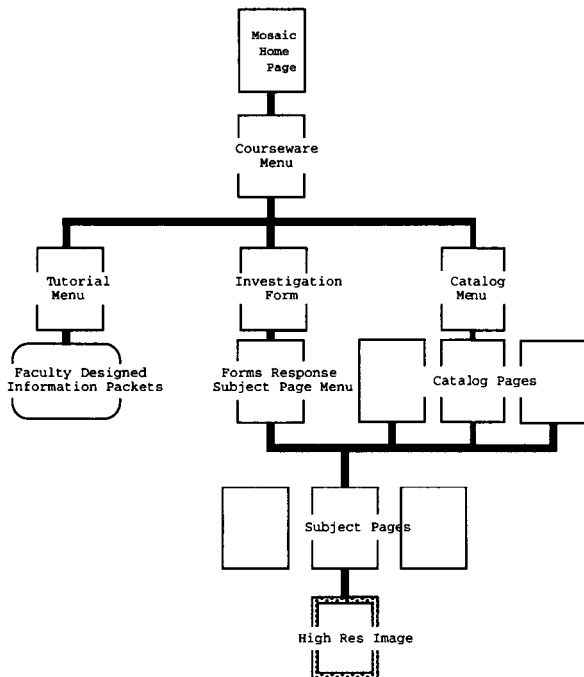 Mosaic
Home
Page
Courseware
Menu
Tutorial
Menu
Investigation
Form
Catalog
Menu
Faculty Designed
Information Packets
Forms Response
Subject Page Menu
Catalog Pages
Subject Pages
High Res Image